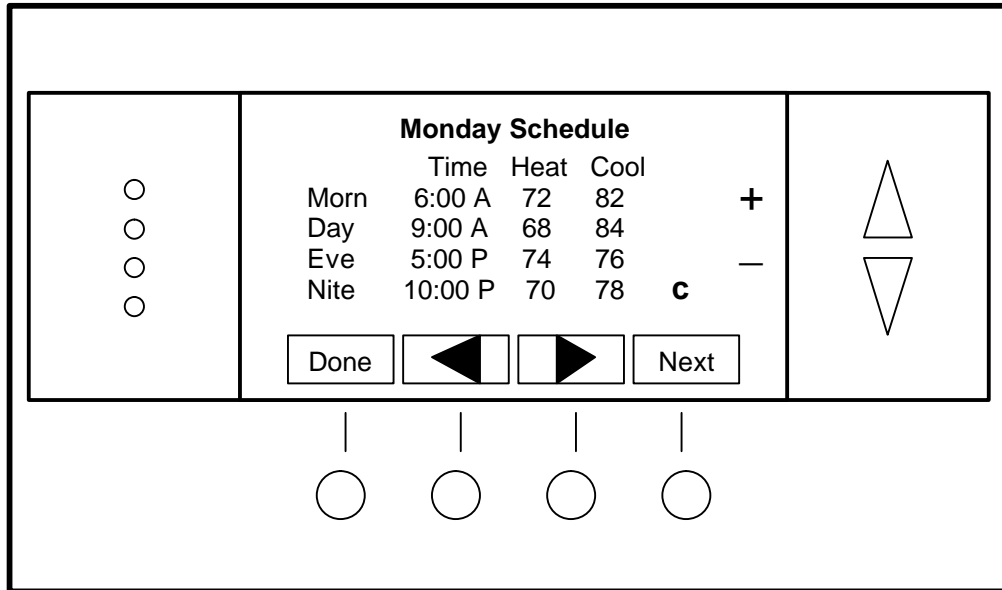 Monday Schedule
Time Heat Cool
Morn 6:00 A 72 82 +
Day 9:00 A 68 84
Eve 5:00 P 74 76 –
Nite 10:00 P 70 78 c
Done Next